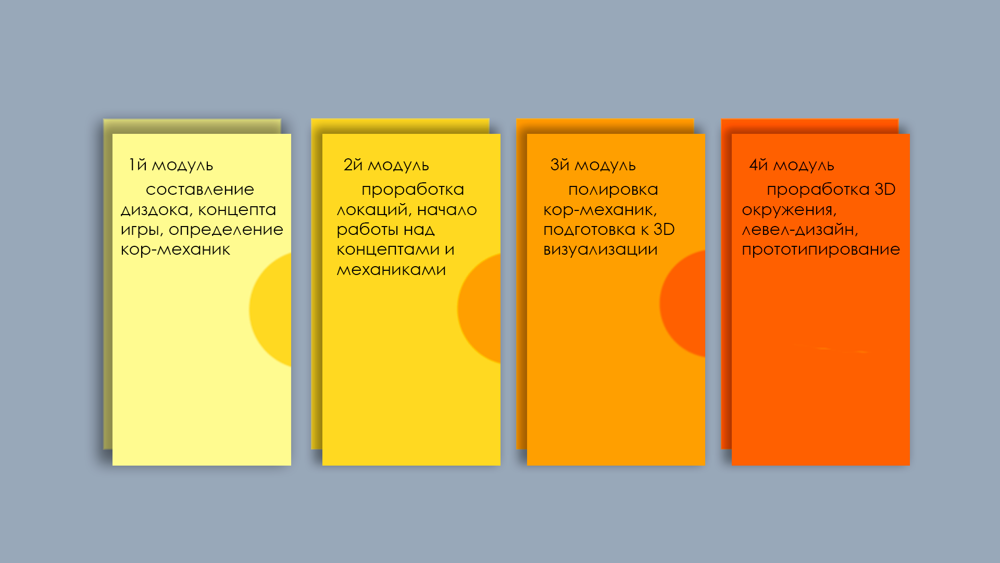 1й модуль
составление
диздока, концепта
игры, определение
кор-механик
2й модуль
проработка
локаций, начало
работы над
концептами и
механиками
3й модуль
полировка
кор-механик,
подготовка к 3D
визуализации
4й модуль
проработка 3D
окружения,
левел-дизайн,
прототипирование